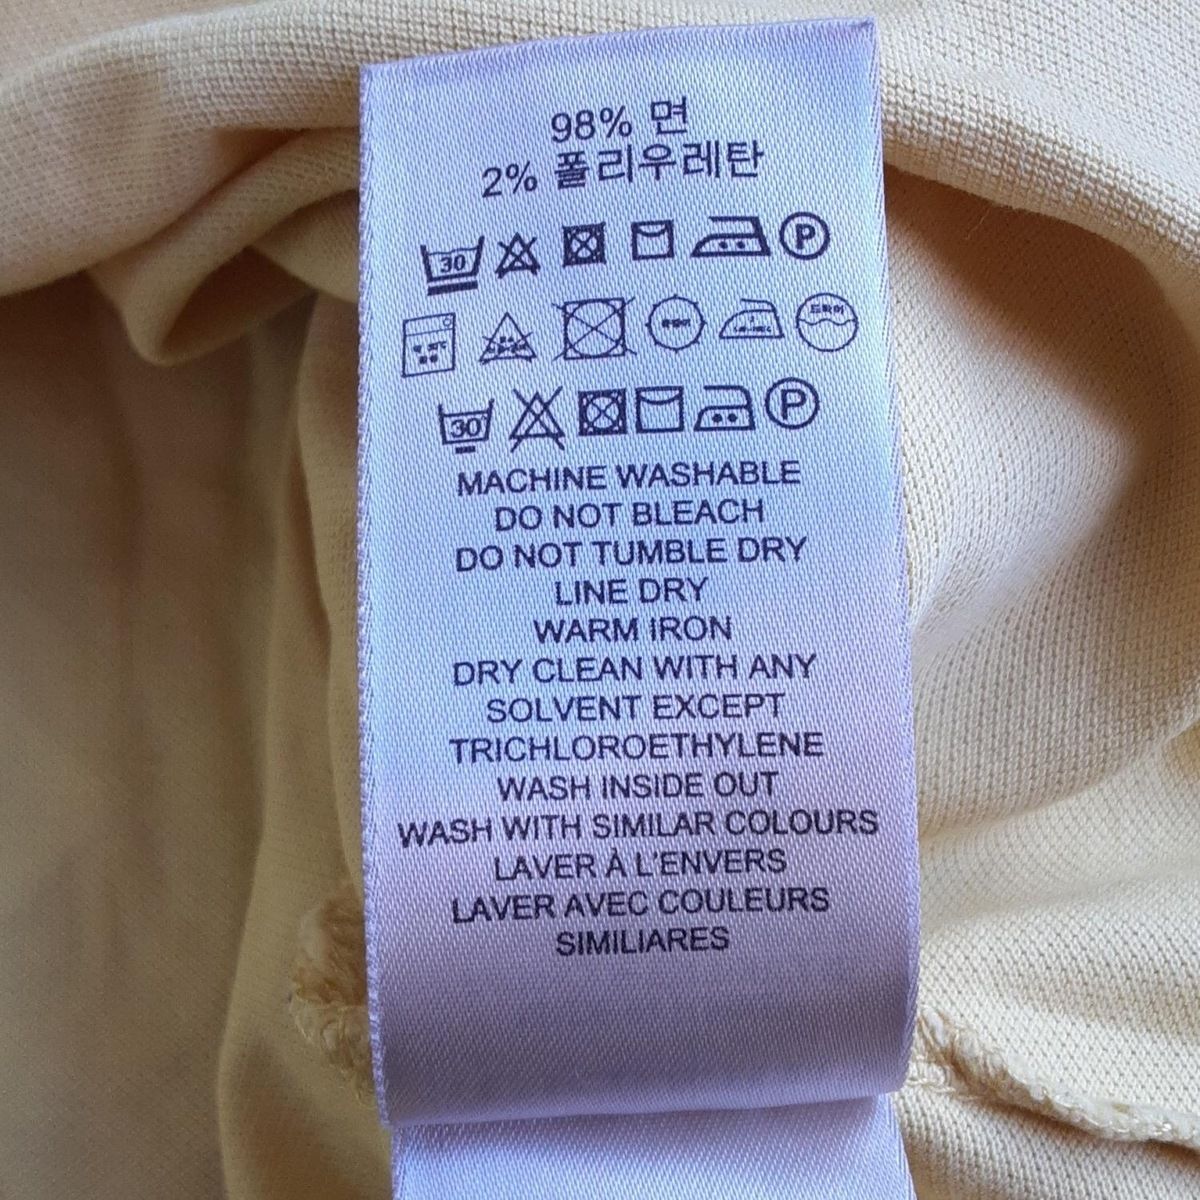 98% 면
2% 폴리우레탄
30 P
30 P
MACHINE WASHABLE
DO NOT BLEACH
DO NOT TUMBLE DRY
LINE DRY
WARM IRON
DRY CLEAN WITH ANY
SOLVENT EXCEPT
TRICHLOROETHYLENE
WASH INSIDE OUT
WASH WITH SIMILAR COLOURS
LAVER À L'ENVERS
LAVER AVEC COULEURS
SIMILIARES